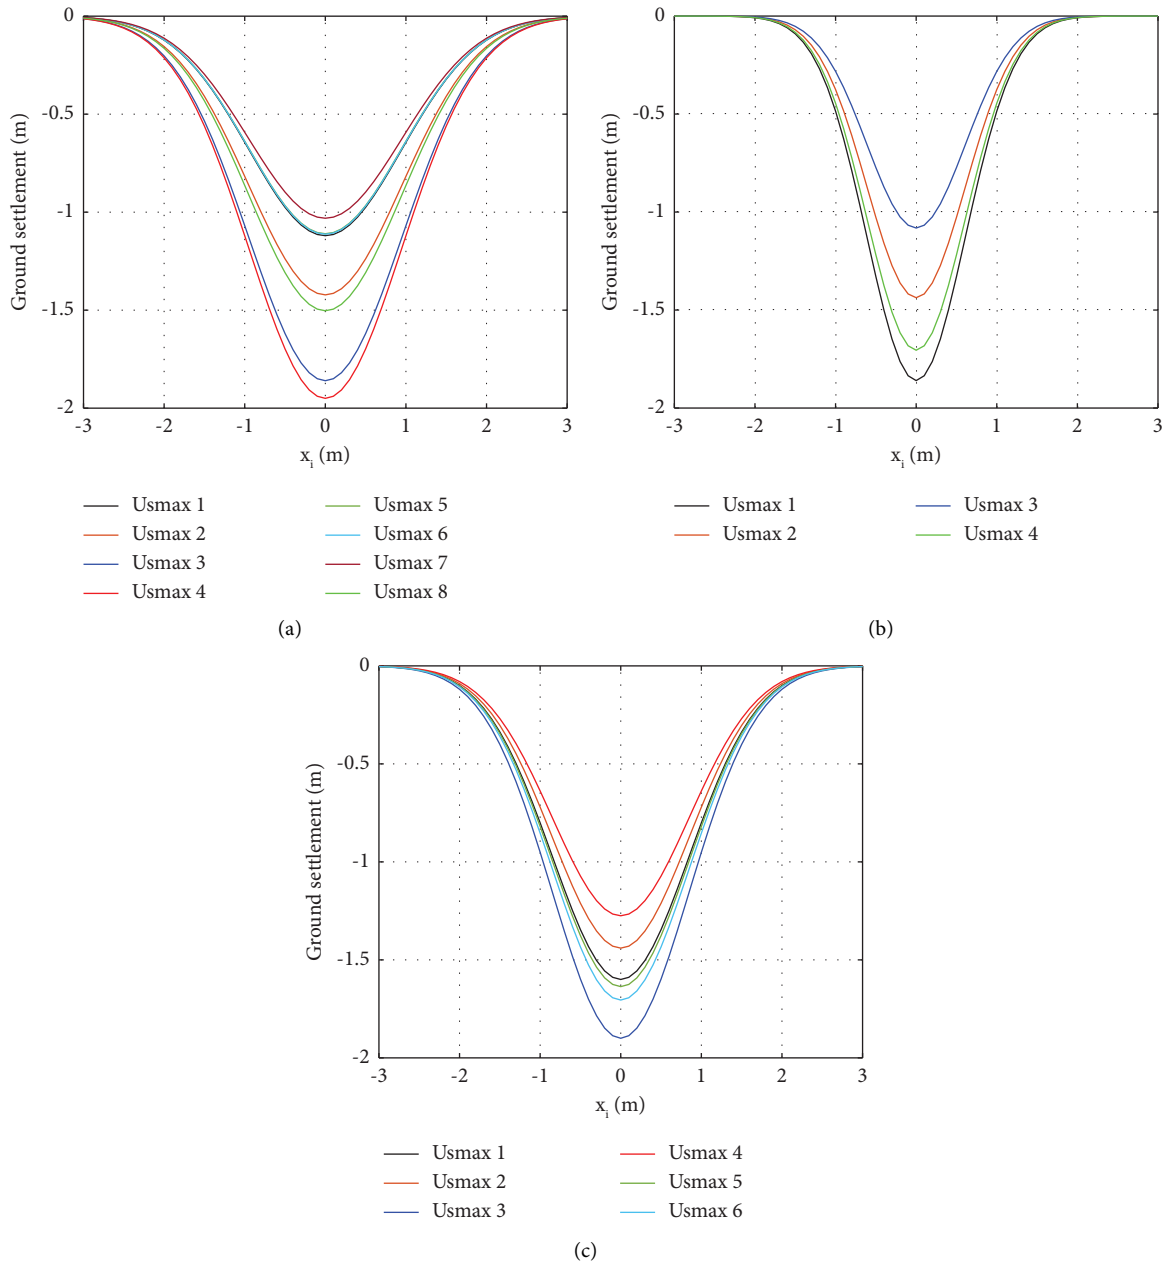 Ground settlement (m)
0
-0.5
-1
-1.5
-2
-3 -2 -1 0 1 2 3
x_i (m)
Usmax 1
Usmax 2
Usmax 3
Usmax 4
Usmax 5
Usmax 6
Usmax 7
Usmax 8
(a)
Ground settlement (m)
0
-0.5
-1
-1.5
-2
-3 -2 -1 0 1 2 3
x_i (m)
Usmax 1
Usmax 2
Usmax 3
Usmax 4
(b)
Ground settlement (m)
0
-0.5
-1
-1.5
-2
-3 -2 -1 0 1 2 3
x_i (m)
Usmax 1
Usmax 2
Usmax 3
Usmax 4
Usmax 5
Usmax 6
(c)